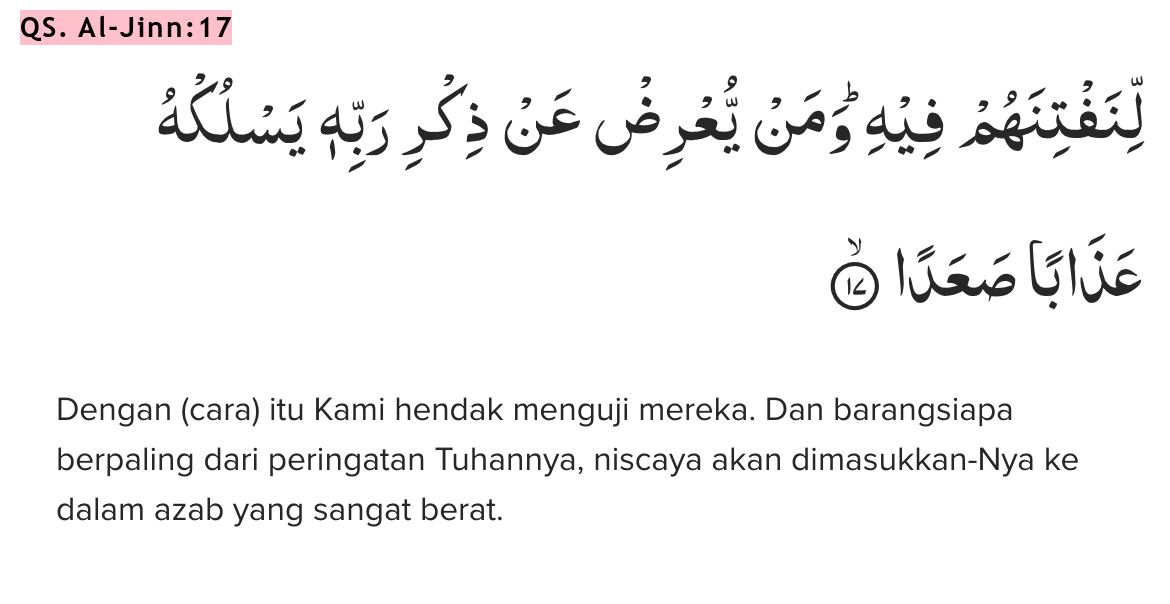 QS. Al-Jinn:17
لِّنَفْتِنَهُمْ فِيْهِۗ وَمَنْ يُّعْرِضْ عَنْ ذِكْرِ رَبِّهٖ يَسْلُكْهُ
عَذَابًا صَعَدًاۙ ١٧
Dengan (cara) itu Kami hendak menguji mereka. Dan barangsiapa
berpaling dari peringatan Tuhannya, niscaya akan dimasukkan-Nya ke
dalam azab yang sangat berat.